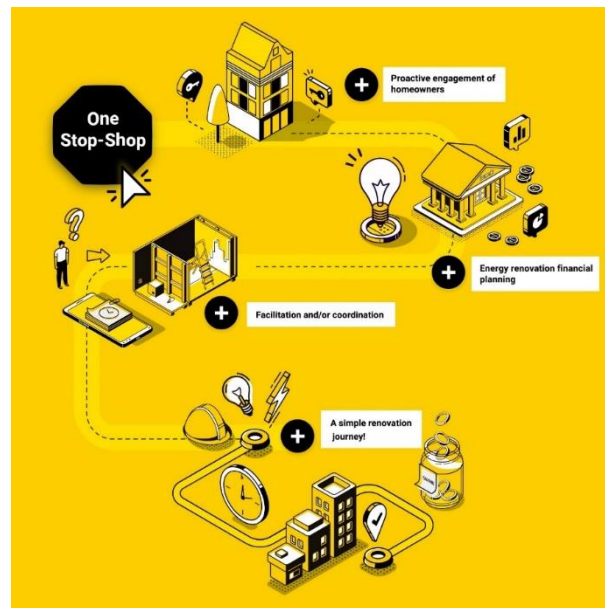 One
Stop-Shop
Proactive engagement of
homeowners
Energy renovation financial
planning
Facilitation and/or coordination
A simple renovation
journey!